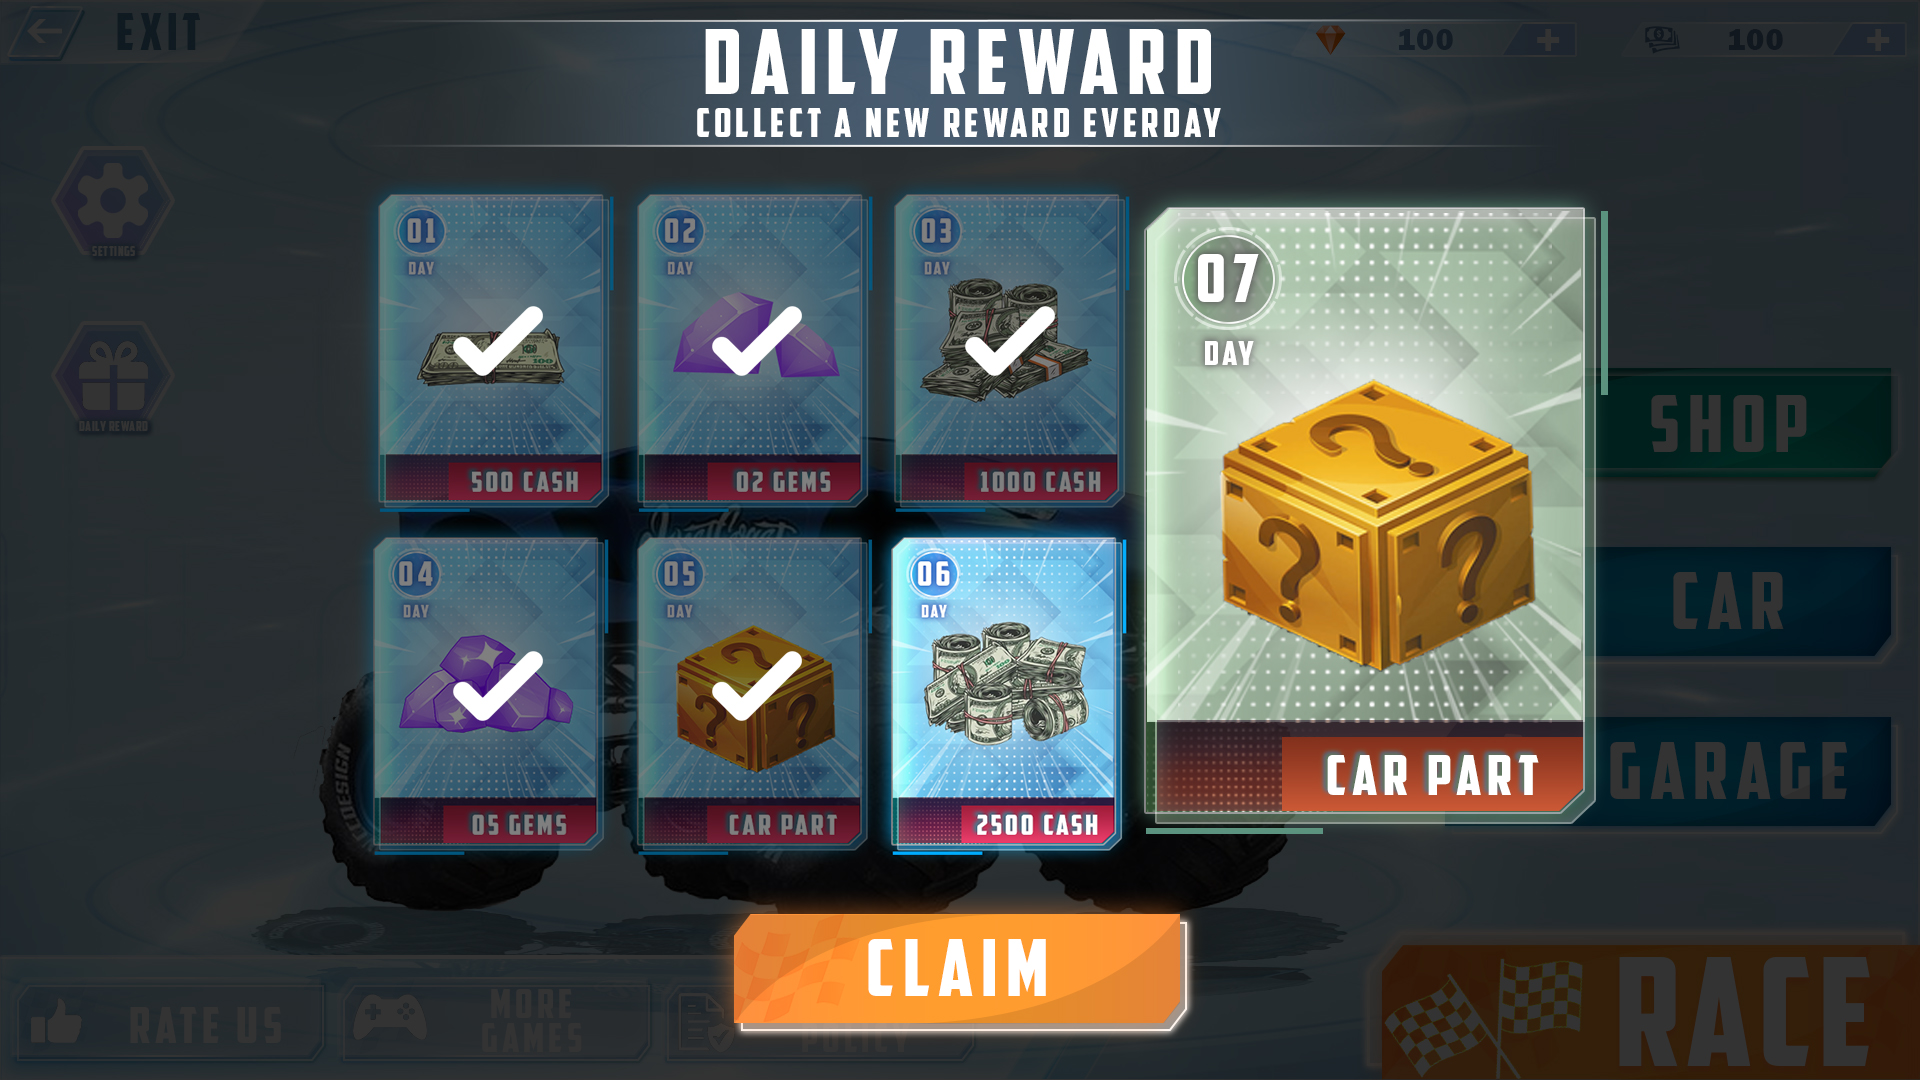 EXIT
DAILY REWARD
COLLECT A NEW REWARD EVERDAY
100
100
SETTINGS
DAILY REWARD
01
DAY
500 CASH
02
DAY
02 GEMS
03
DAY
1000 CASH
04
DAY
05 GEMS
05
DAY
CAR PART
06
DAY
2500 CASH
07
DAY
CAR PART
SHOP
CAR
GARAGE
CLAIM
RATE US
MORE
GAMES
POLICY
RACE